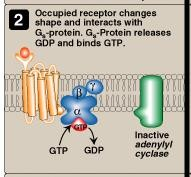 2
Occupied receptor changes
shape and interacts with
Gs-protein. Gs-Protein releases
GDP and binds GTP.
β
γ
α
GTP
GTP
GDP
Inactive
adenylyl
cyclase